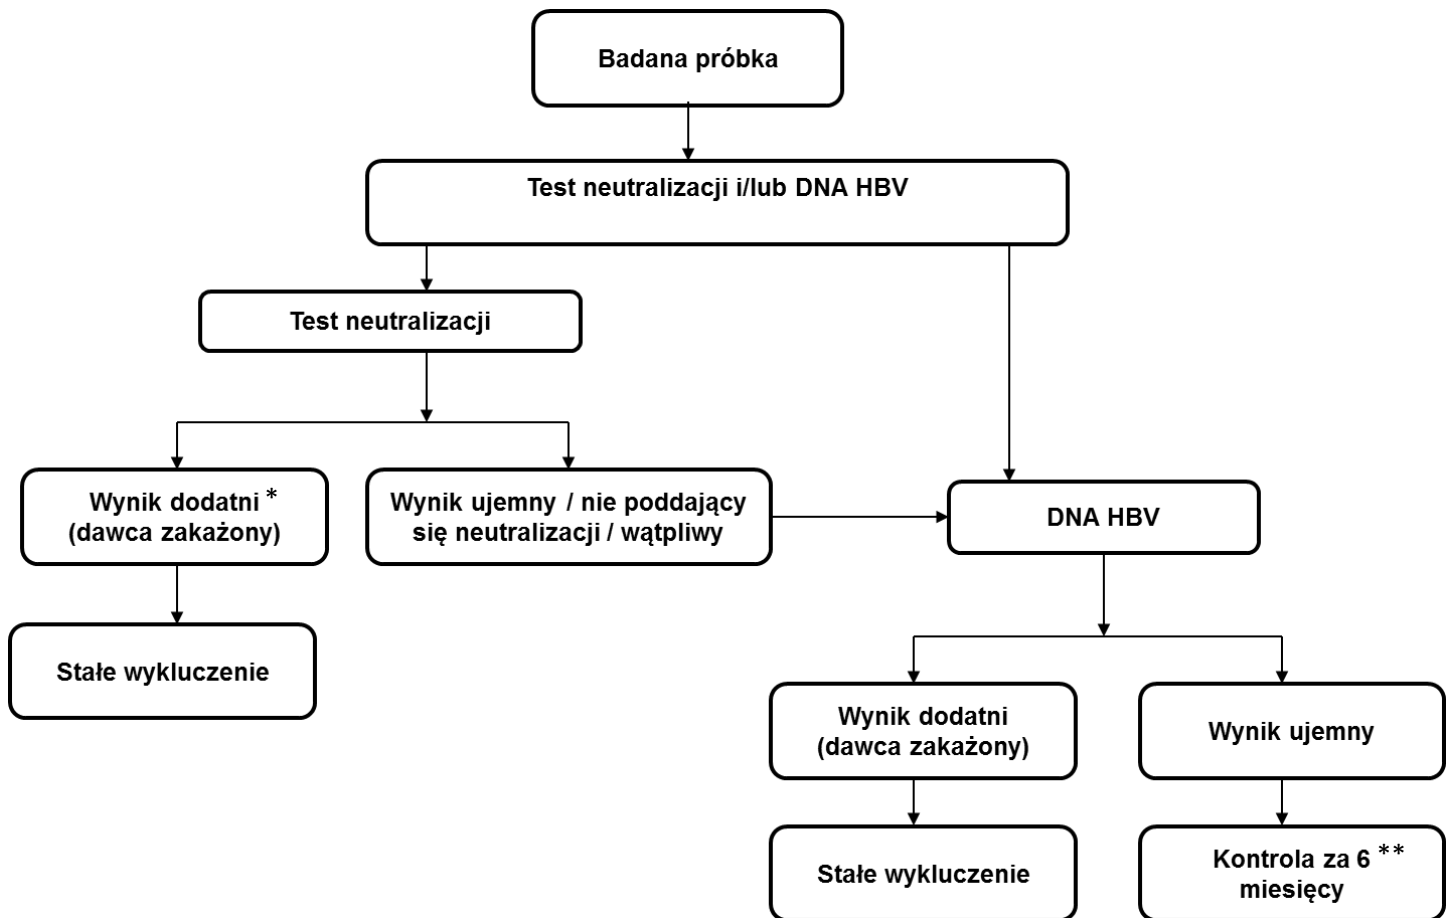 Badana próbka
Test neutralizacji i/lub DNA HBV
Test neutralizacji
Wynik dodatni *
(dawca zakażony)
Wynik ujemny / nie poddający
się neutralizacji / wątpliwy
DNA HBV
Stałe wykluczenie
Wynik dodatni
(dawca zakażony)
Wynik ujemny
Stałe wykluczenie
Kontrola za 6 **
miesięcy